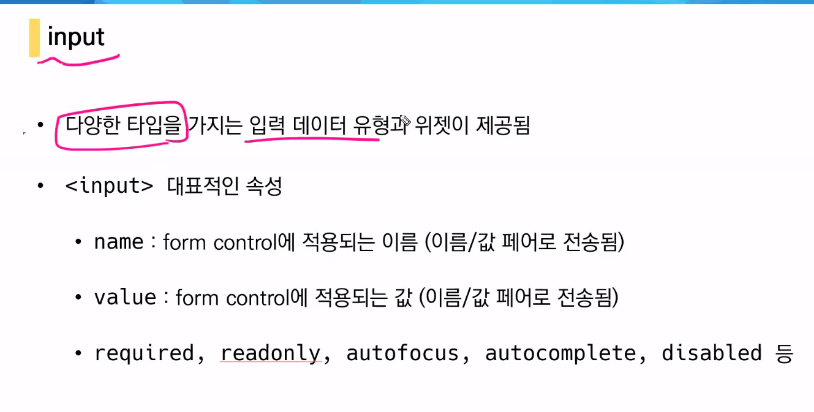 input
• 다양한 타입을 가지는 입력 데이터 유형과 위젯이 제공됨
• <input> 대표적인 속성
• name : form control에 적용되는 이름 (이름/값 페어로 전송됨)
• value : form control에 적용되는 값 (이름/값 페어로 전송됨)
• required, readonly, autofocus, autocomplete, disabled 등